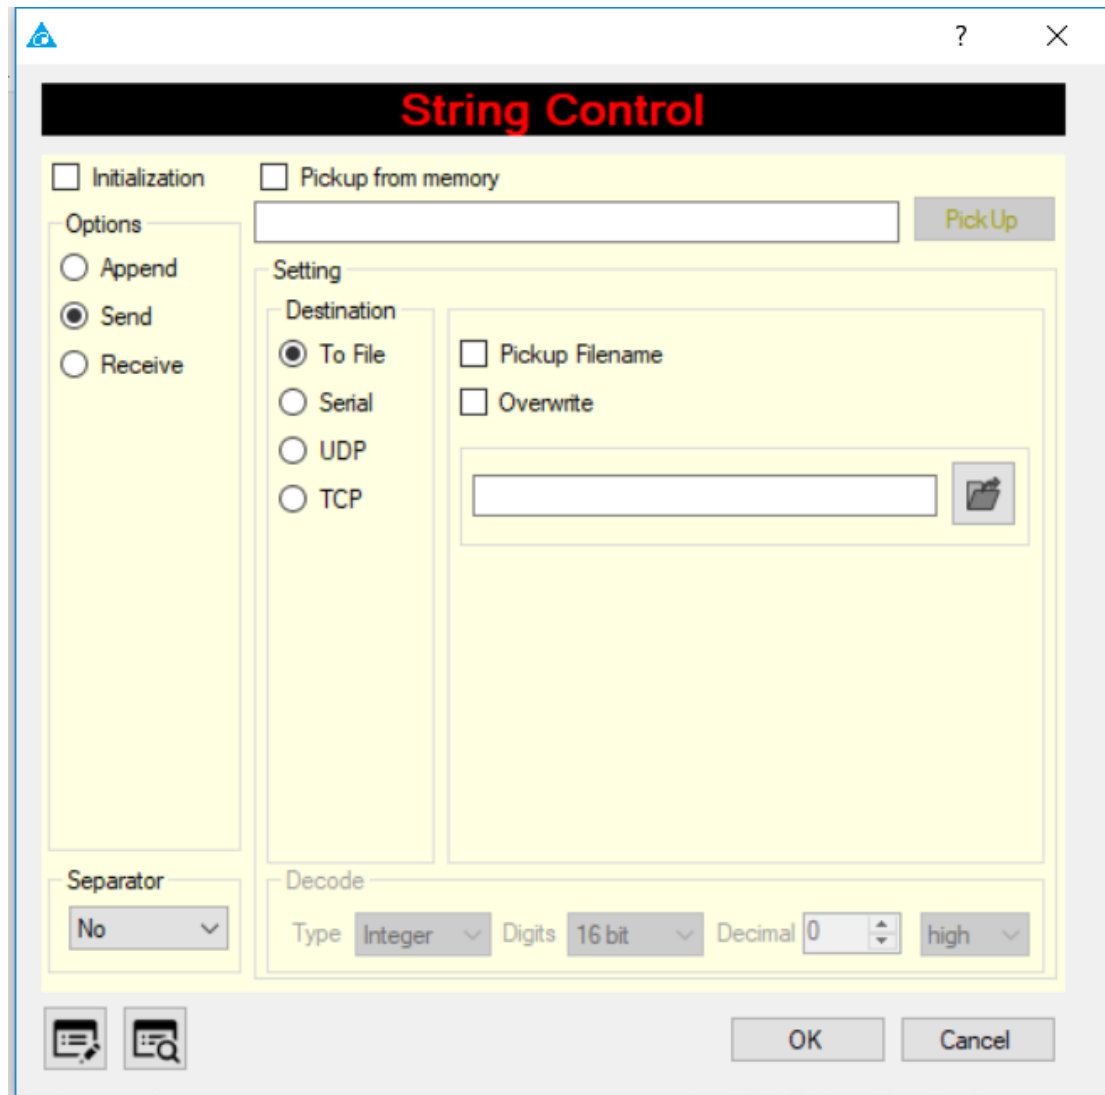 ?
String Control
Initialization
Pickup from memory
Options
PickUp
Append
Send
Receive
Setting
Destination
To File
Serial
UDP
TCP
Pickup Filename
Overwrite
Separator
No
Decode
Type Integer Digits 16 bit Decimal 0 high
OK
Cancel